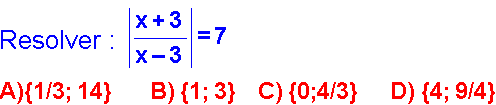 Resolver : |(x + 3)/(x – 3)| = 7
A){1/3; 14} B) {1; 3} C) {0;4/3} D) {4; 9/4}